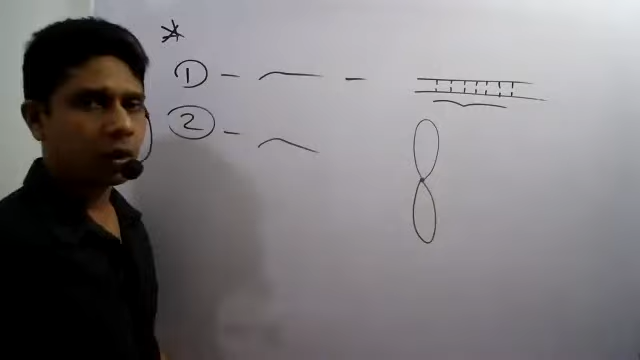 *
① –  –
② –